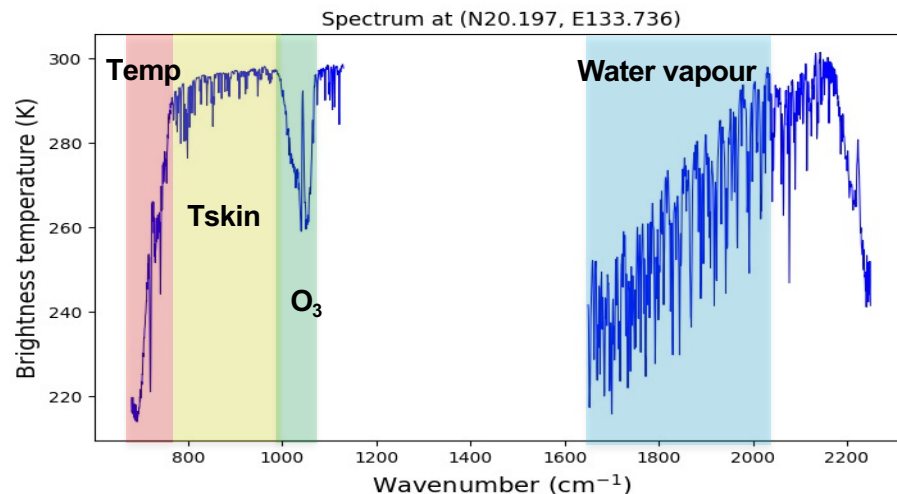 Spectrum at (N20.197, E133.736)
Temp
Water vapour
Tskin
O₃
Brightness temperature (K)
300
280
260
240
220
800
1000
1200
1400
1600
1800
2000
2200
Wavenumber (cm⁻¹)